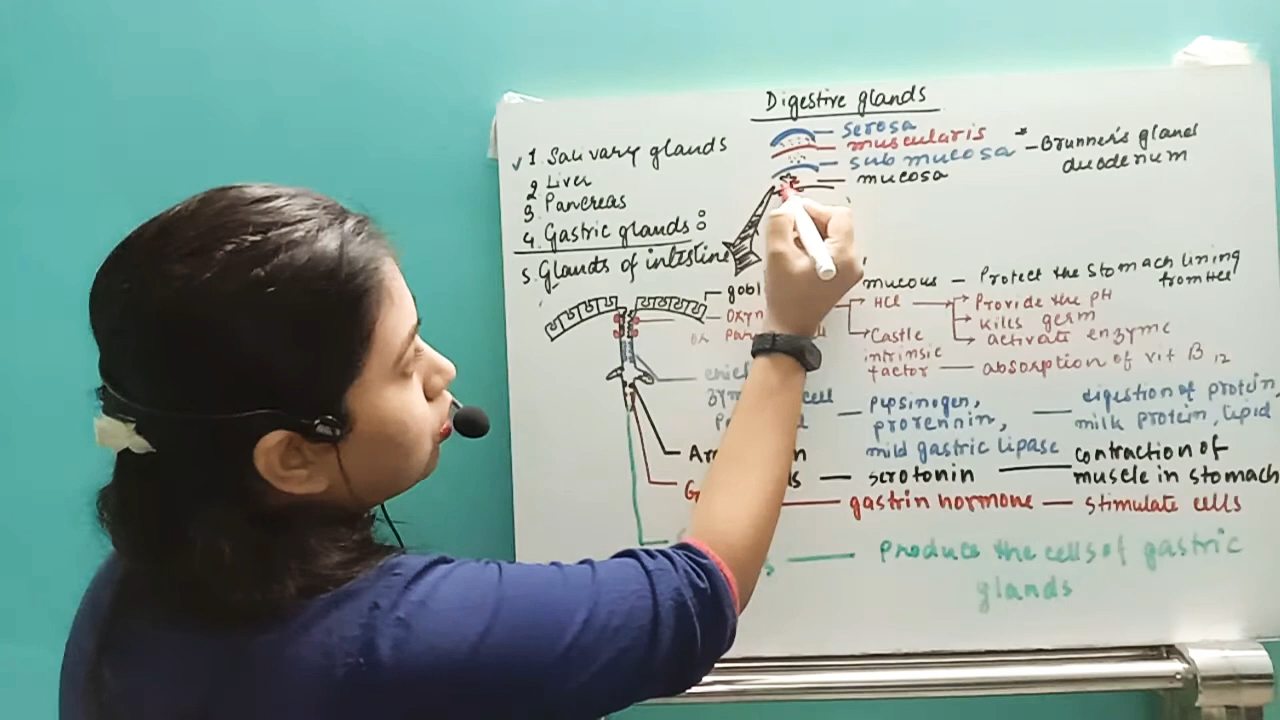 Digestive glands
✓1. Salivary glands
2 Liver
3. Pancreas
4. Gastric glands :
5. Glands of intestine
serosa
muscularis
sub mucosa * - Brunner's gland
duodenum
mucosa
mucous - Protect the stomach lining
from HCl
HCl
Provide the pH
Kills germ
activate enzyme
Castle
intrinsic
factor - absorption of vit B12
cell
Pepsinogen,
prorennin,
mild gastric lipase
digestion of protein,
milk protein, lipid
serotonin
contraction of
muscle in stomach
gastrin hormone - stimulate cells
Produce the cells of gastric
glands